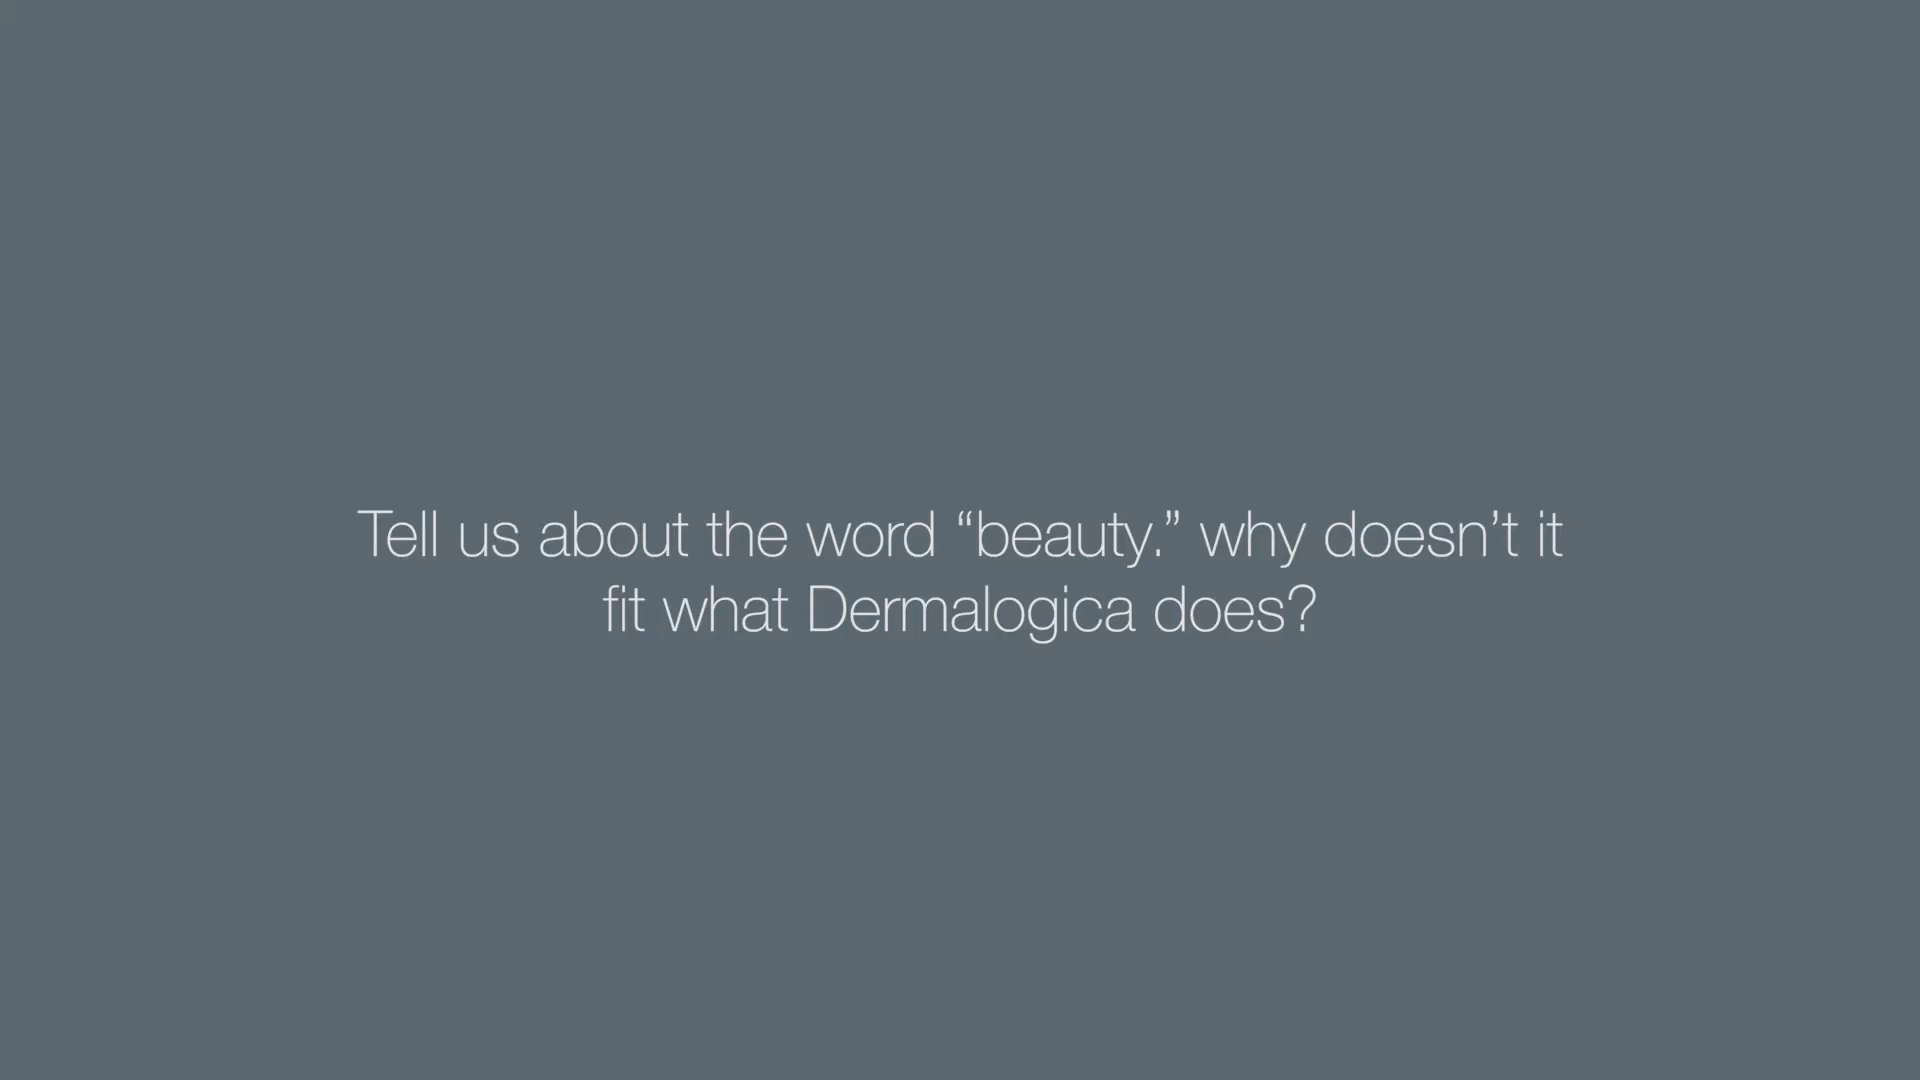 Tell us about the word “beauty.” why doesn’t it
fit what Dermalogica does?